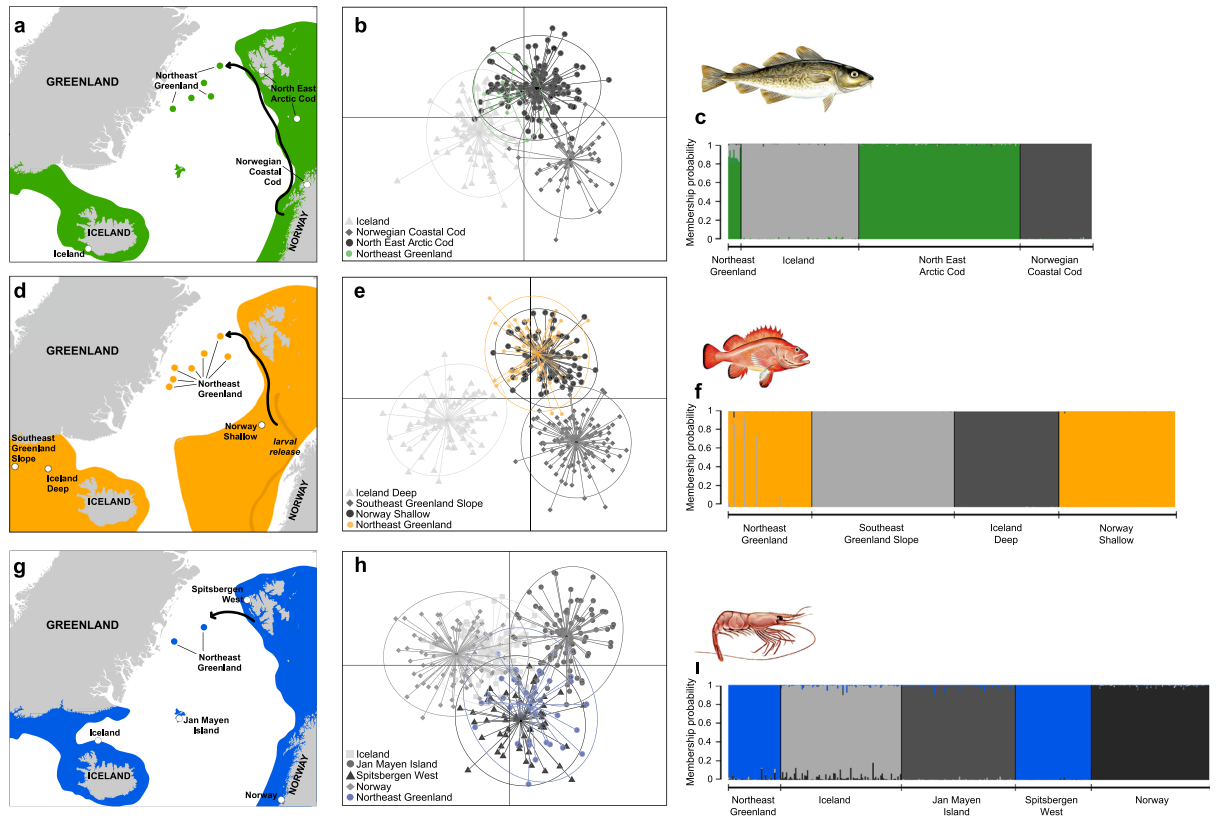 a
GREENLAND
Northeast
Greenland
North East
Arctic Cod
Norwegian
Coastal
Cod
ICELAND
Iceland
NORWAY
b
Iceland
Norwegian Coastal Cod
North East Arctic Cod
Northeast Greenland
c
Membership probability
1
0.8
0.6
0.4
0.2
0
Northeast
Greenland
Iceland
North East
Arctic Cod
Norwegian
Coastal Cod
d
GREENLAND
Northeast
Greenland
Norway
Shallow
larval
release
Southeast
Greenland
Slope
Iceland
Deep
ICELAND
NORWAY
e
Iceland Deep
Southeast Greenland Slope
Norway Shallow
Northeast Greenland
f
Membership probability
1
0.8
0.6
0.4
0.2
0
Northeast
Greenland
Southeast
Greenland Slope
Iceland
Deep
Norway
Shallow
g
Spitsbergen
West
GREENLAND
Northeast
Greenland
Jan Mayen
Island
Iceland
ICELAND
Norway
NORWAY
h
Iceland
Jan Mayen Island
Spitsbergen West
Norway
Northeast Greenland
I
Membership probability
1
0.8
0.6
0.4
0.2
0
Northeast
Greenland
Iceland
Jan Mayen
Island
Spitsbergen
West
Norway